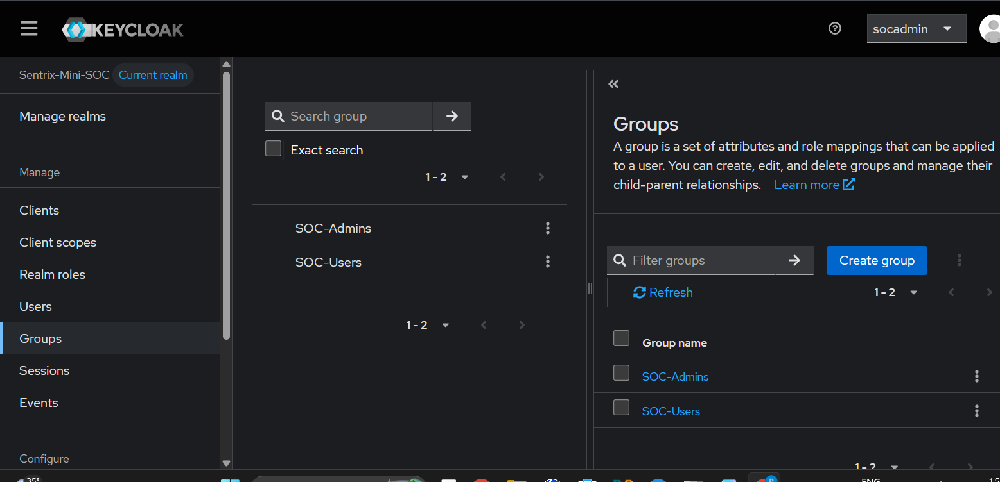 KEYCLOAK
socadmin
Sentrix-Mini-SOC Current realm
Manage realms
Manage
Clients
Client scopes
Realm roles
Users
Groups
Sessions
Events
Configure
Search group
Exact search
1 - 2
SOC-Admins
SOC-Users
1 - 2
Groups
A group is a set of attributes and role mappings that can be applied
to a user. You can create, edit, and delete groups and manage their
child-parent relationships. Learn more
Filter groups
Create group
Refresh
1 - 2
Group name
SOC-Admins
SOC-Users
1 - 2
35°
ENG